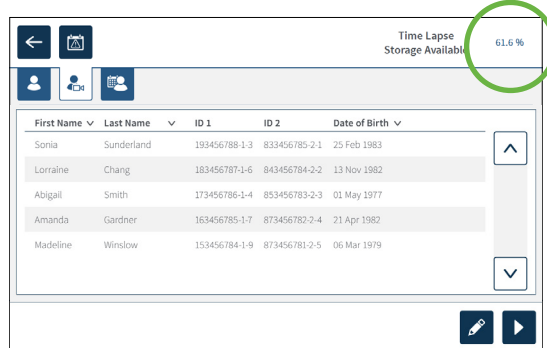 Time Lapse
Storage Available 61.6 %
First Name Last Name ID 1 ID 2 Date of Birth
Sonia Sunderland 193456788-1-3 833456785-2-1 25 Feb 1983
Lorraine Chang 183456787-1-6 843456784-2-2 13 Nov 1982
Abigail Smith 173456786-1-4 853456783-2-3 01 May 1977
Amanda Gardner 163456785-1-7 873456782-2-4 21 Apr 1982
Madeline Winslow 153456784-1-9 873456781-2-5 06 Mar 1979